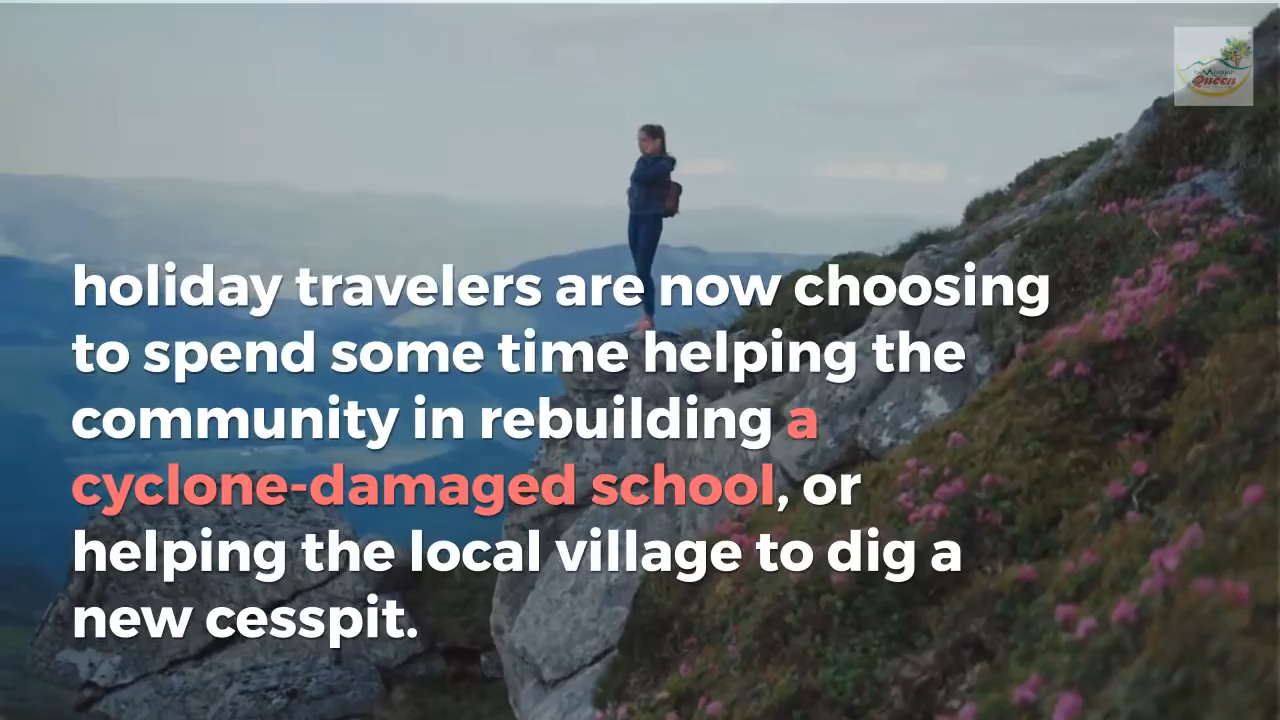 Queen
holiday travelers are now choosing
to spend some time helping the
community in rebuilding a
cyclone-damaged school, or
helping the local village to dig a
new cesspit.